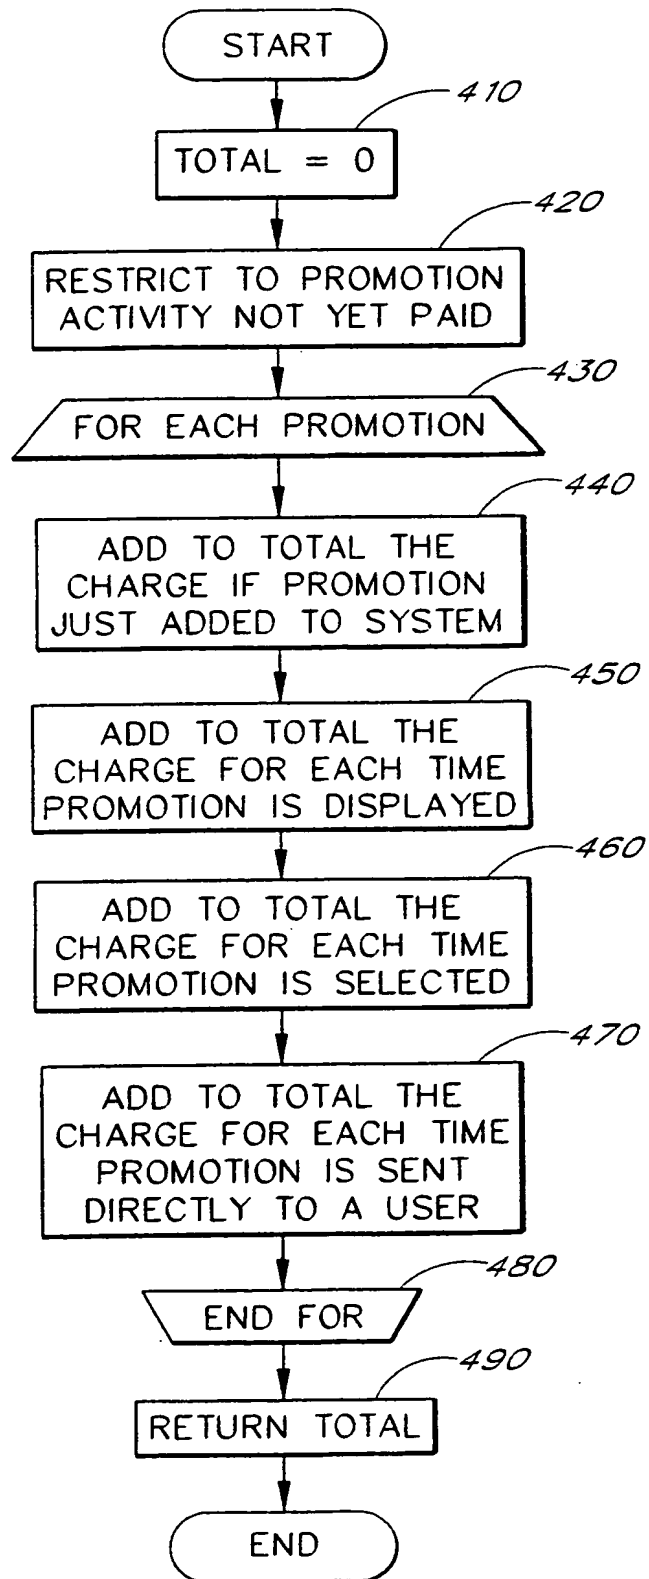 START
410
TOTAL = 0
420
RESTRICT TO PROMOTION
ACTIVITY NOT YET PAID
430
FOR EACH PROMOTION
440
ADD TO TOTAL THE
CHARGE IF PROMOTION
JUST ADDED TO SYSTEM
450
ADD TO TOTAL THE
CHARGE FOR EACH TIME
PROMOTION IS DISPLAYED
460
ADD TO TOTAL THE
CHARGE FOR EACH TIME
PROMOTION IS SELECTED
470
ADD TO TOTAL THE
CHARGE FOR EACH TIME
PROMOTION IS SENT
DIRECTLY TO A USER
480
END FOR
490
RETURN TOTAL
END